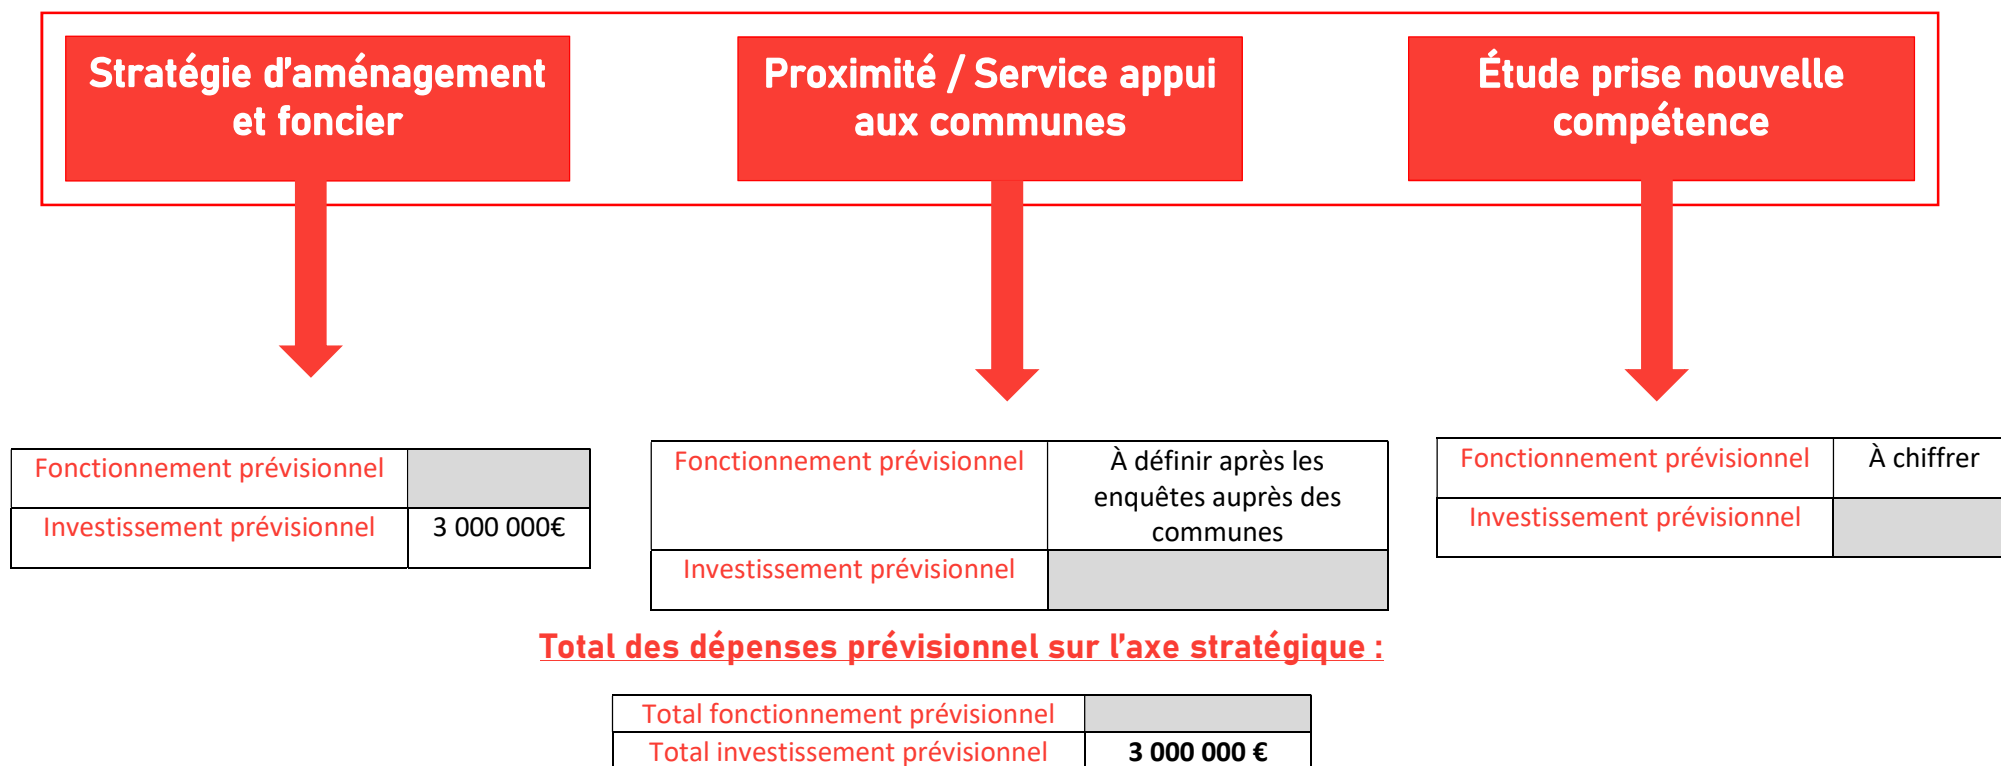 Stratégie d'aménagement
et foncier
Proximité / Service appui
aux communes
Étude prise nouvelle
compétence
Fonctionnement prévisionnel
Investissement prévisionnel 3 000 000€
Fonctionnement prévisionnel À définir après les
enquêtes auprès des
communes
Investissement prévisionnel
Fonctionnement prévisionnel À chiffrer
Investissement prévisionnel
Total des dépenses prévisionnel sur l'axe stratégique :
Total fonctionnement prévisionnel
Total investissement prévisionnel 3 000 000 €